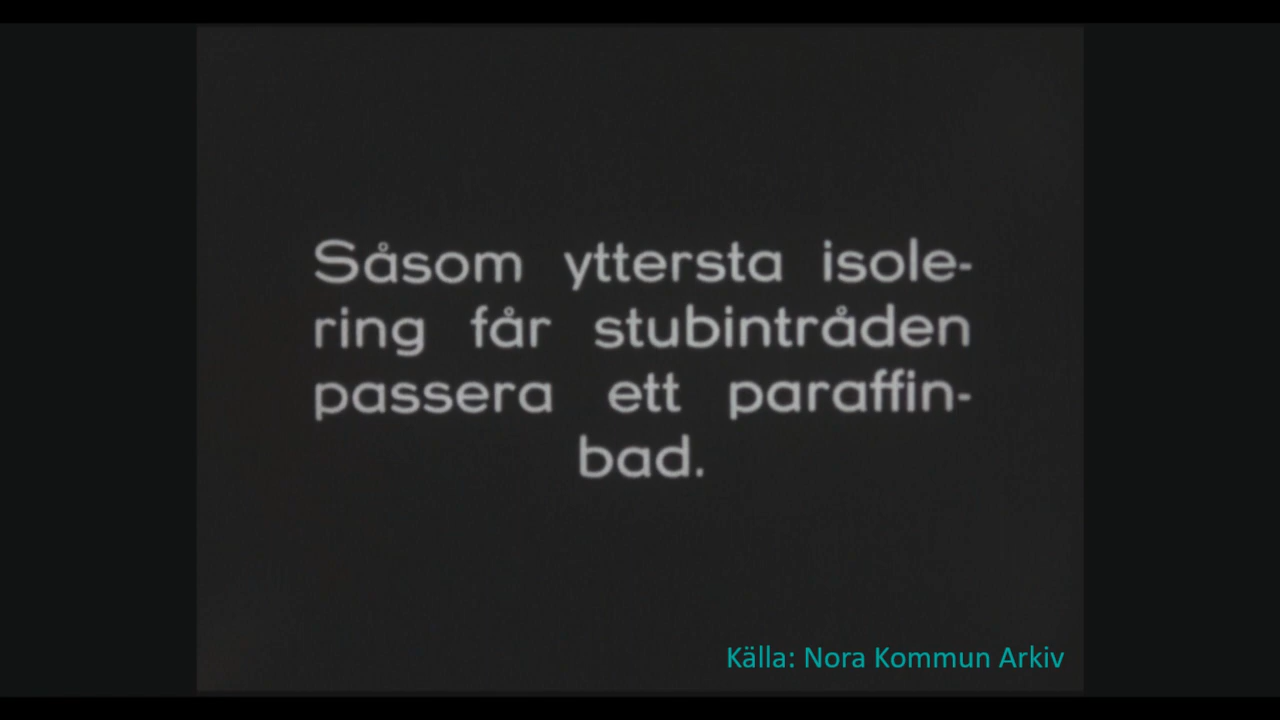 Såsom yttersta isole-
ring får stubintråden
passera ett paraffin-
bad.
Källa: Nora Kommun Arkiv